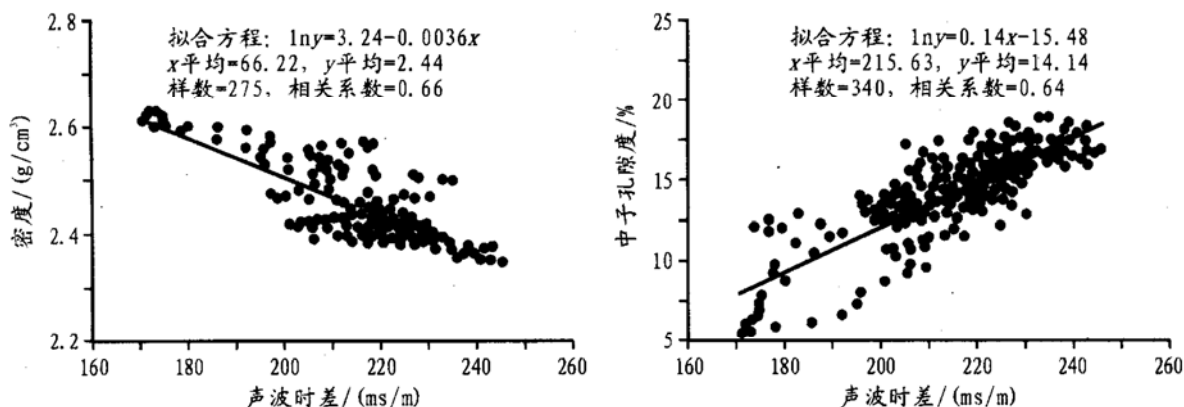 拟合方程: lny=3.24-0.0036x
x平均=66.22, y平均=2.44
样数=275, 相关系数=0.66
密度/(g/cm³)
2.8
2.6
2.4
2.2
160 180 200 220 240 260
声波时差/(ms/m)
拟合方程: lny=0.14x-15.48
x平均=215.63, y平均=14.14
样数=340, 相关系数=0.64
中子孔隙度/%
25
20
15
10
5
160 180 200 220 240 260
声波时差/(ms/m)